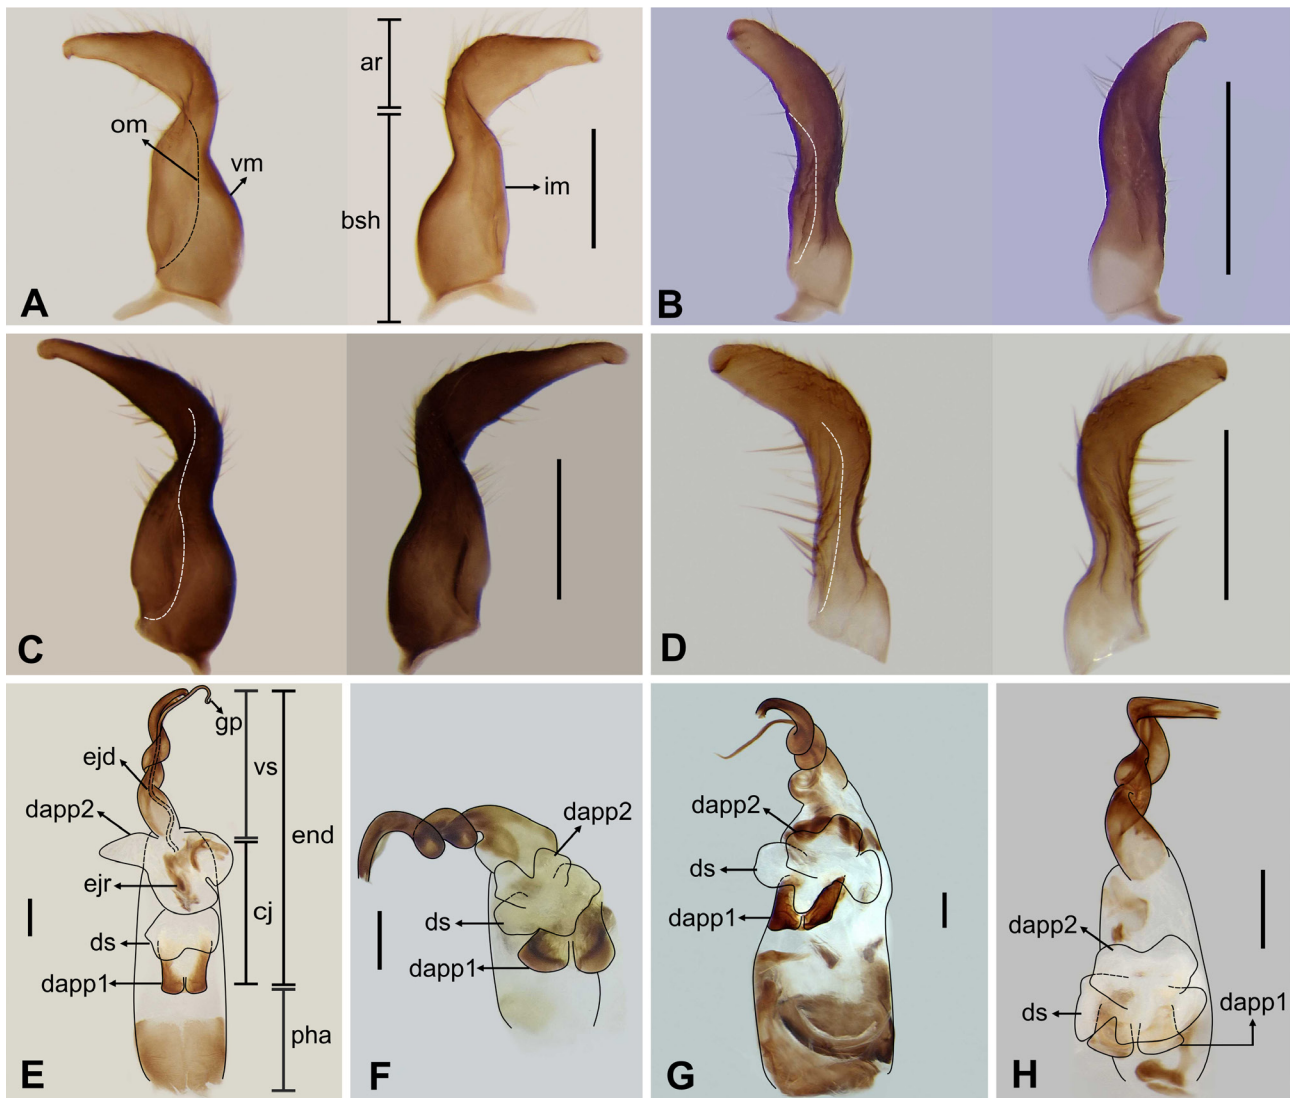 ar
om
vm
bsh
im
A
B
C
D
gp
ejd
vs
dapp2
end
ejr
cj
ds
dapp1
pha
E
dapp2
ds
dapp1
F
dapp2
ds
dapp1
G
dapp2
ds
dapp1
H